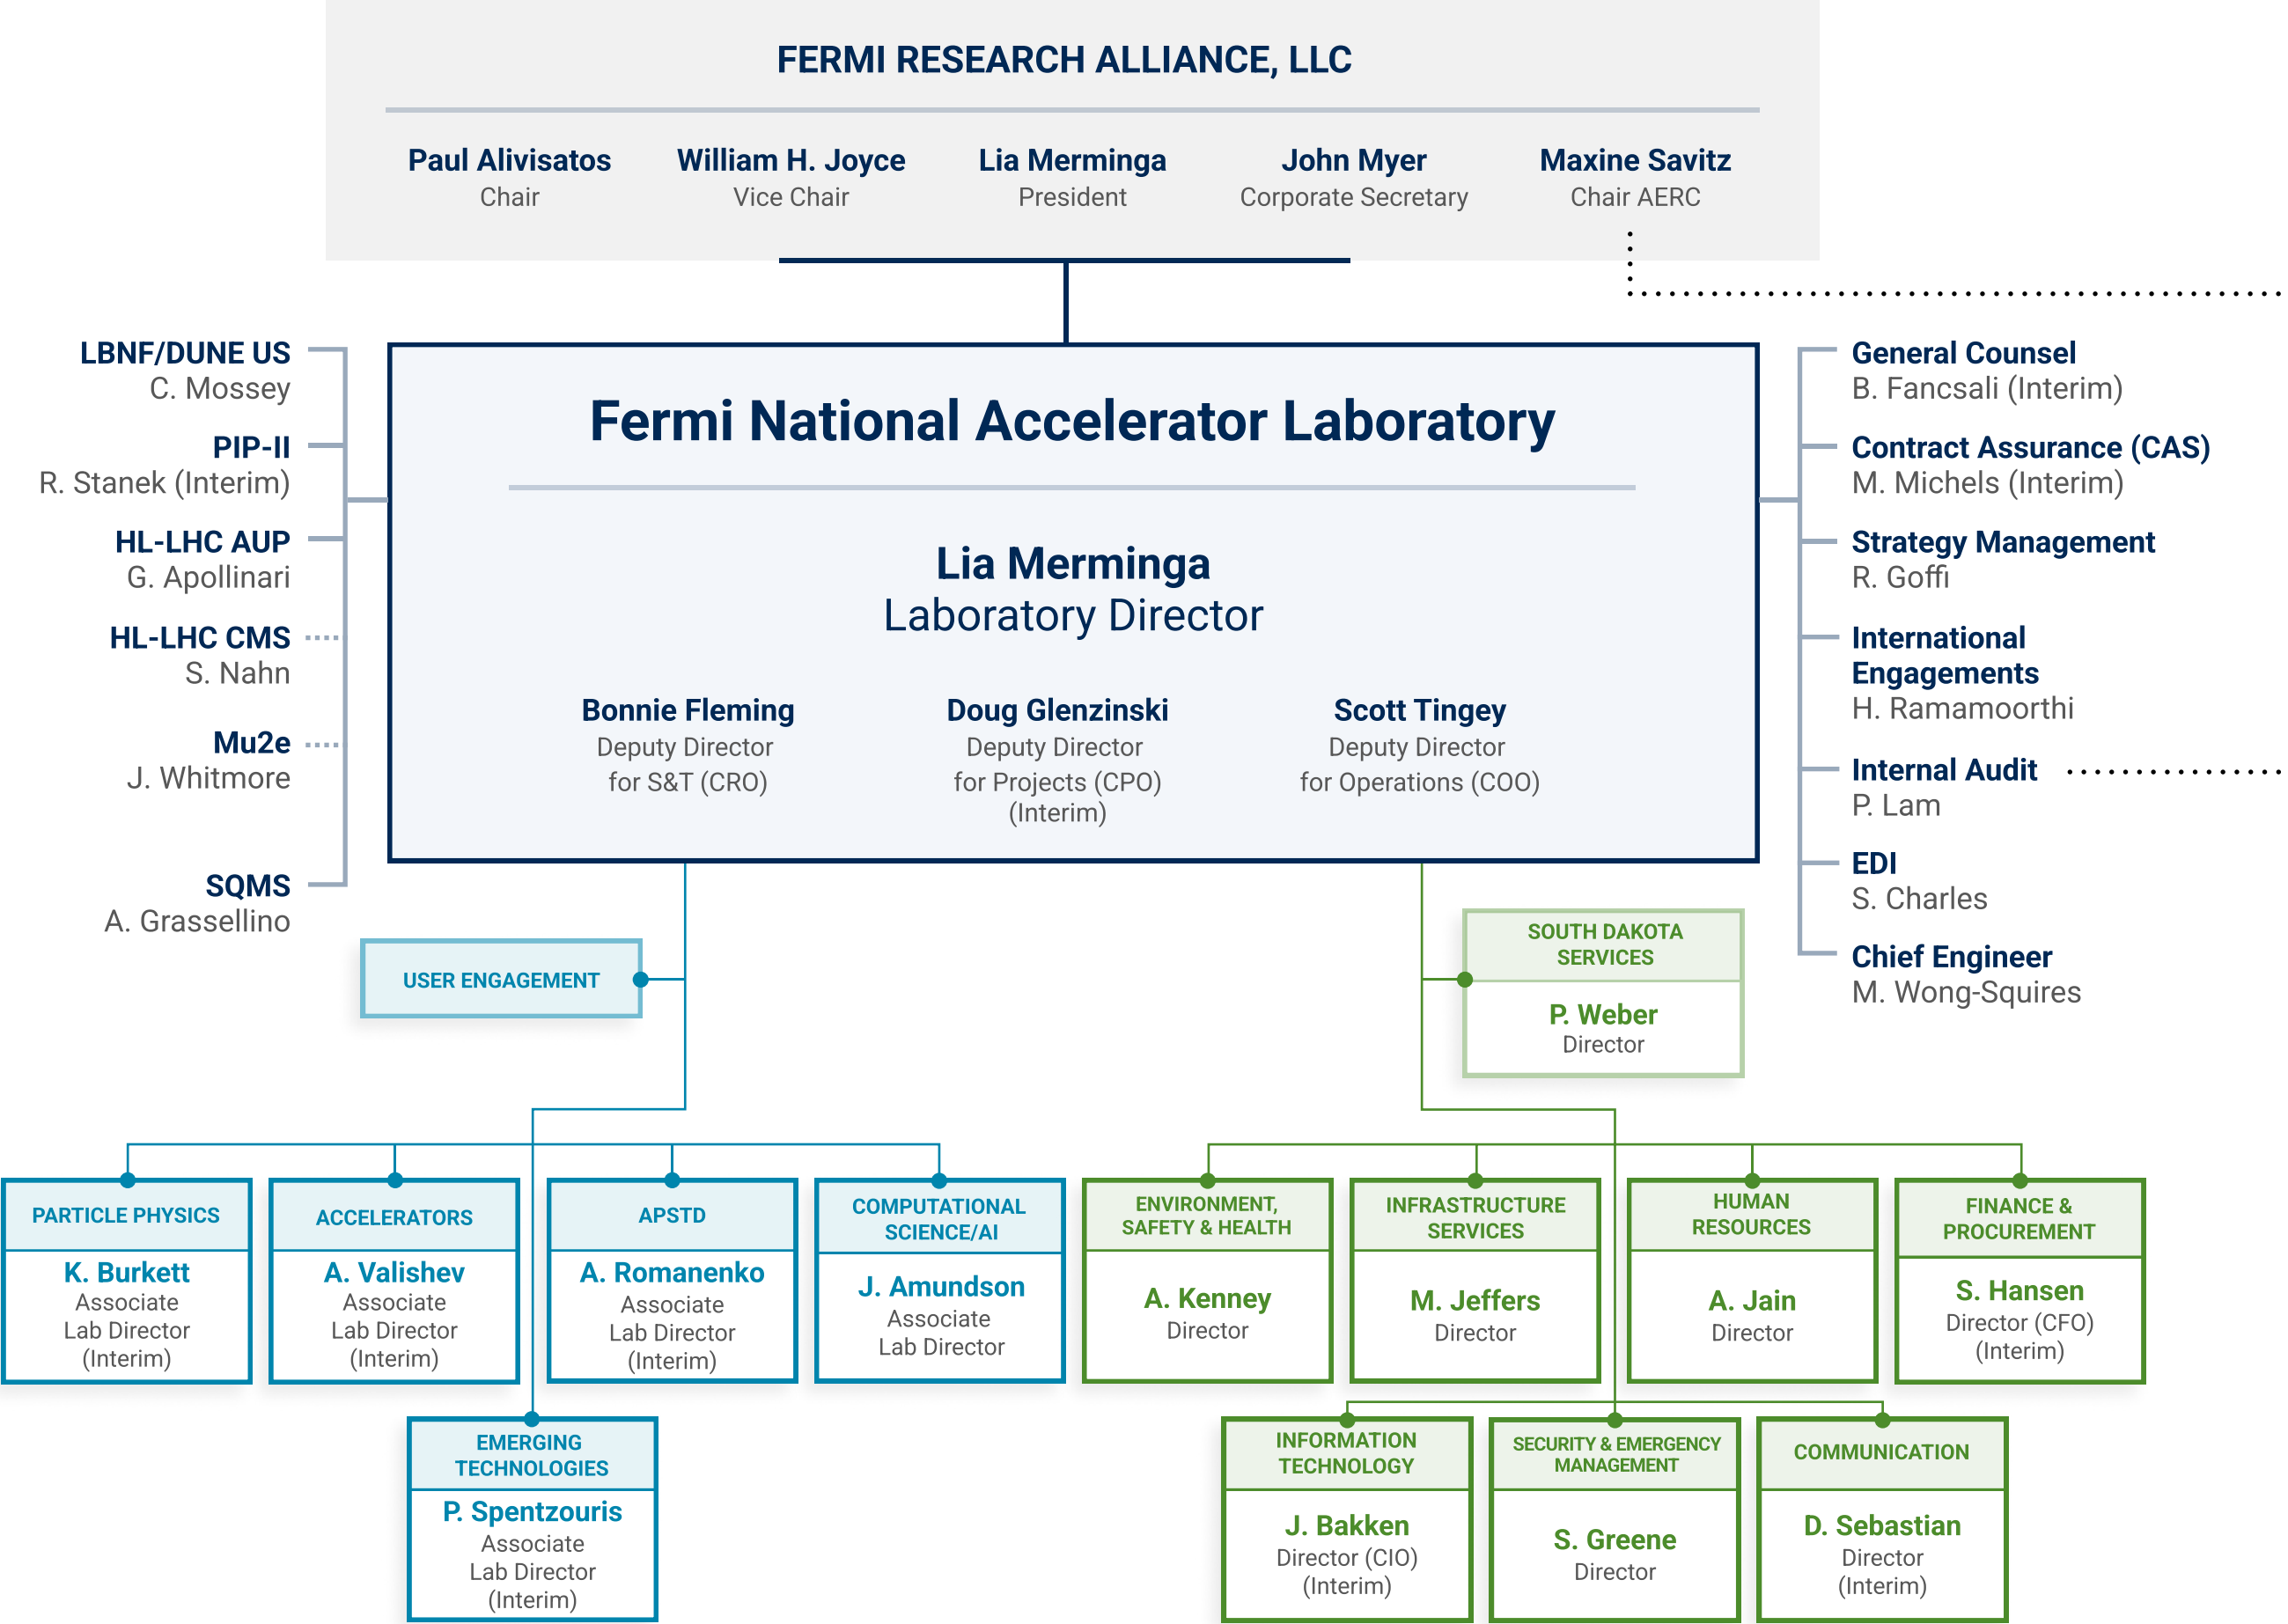 FERMI RESEARCH ALLIANCE, LLC
Paul Alivisatos
Chair
William H. Joyce
Vice Chair
Lia Merminga
President
John Myer
Corporate Secretary
Maxine Savitz
Chair AERC
LBNF/DUNE US
C. Mossey
PIP-II
R. Stanek (Interim)
HL-LHC AUP
G. Apollinari
HL-LHC CMS
S. Nahn
Mu2e
J. Whitmore
SQMS
A. Grassellino
Fermi National Accelerator Laboratory
Lia Merminga
Laboratory Director
Bonnie Fleming
Deputy Director
for S&T (CRO)
Doug Glenzinski
Deputy Director
for Projects (CPO)
(Interim)
Scott Tingey
Deputy Director
for Operations (COO)
General Counsel
B. Fancsali (Interim)
Contract Assurance (CAS)
M. Michels (Interim)
Strategy Management
R. Goffi
International
Engagements
H. Ramamoorthi
Internal Audit
P. Lam
EDI
S. Charles
Chief Engineer
M. Wong-Squires
USER ENGAGEMENT
SOUTH DAKOTA
SERVICES
P. Weber
Director
PARTICLE PHYSICS
K. Burkett
Associate
Lab Director
(Interim)
ACCELERATORS
A. Valishev
Associate
Lab Director
(Interim)
APSTD
A. Romanenko
Associate
Lab Director
(Interim)
COMPUTATIONAL
SCIENCE/AI
J. Amundson
Associate
Lab Director
ENVIRONMENT,
SAFETY & HEALTH
A. Kenney
Director
INFRASTRUCTURE
SERVICES
M. Jeffers
Director
HUMAN
RESOURCES
A. Jain
Director
FINANCE &
PROCUREMENT
S. Hansen
Director (CFO)
(Interim)
EMERGING
TECHNOLOGIES
P. Spentzouris
Associate
Lab Director
(Interim)
INFORMATION
TECHNOLOGY
J. Bakken
Director (CIO)
(Interim)
SECURITY & EMERGENCY
MANAGEMENT
S. Greene
Director
COMMUNICATION
D. Sebastian
Director
(Interim)